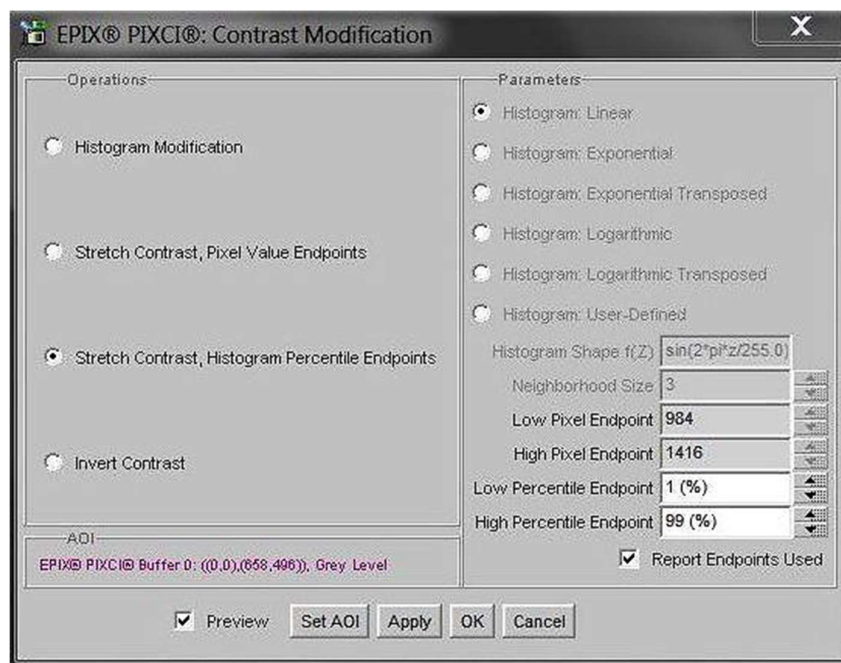 EPIX® PIXCI®: Contrast Modification
X
Operations
Histogram Modification
Stretch Contrast, Pixel Value Endpoints
Stretch Contrast, Histogram Percentile Endpoints
Invert Contrast
AOI
EPIX® PIXCI® Buffer 0: ((0,0),(658,496)), Grey Level
Parameters
Histogram: Linear
Histogram: Exponential
Histogram: Exponential Transposed
Histogram: Logarithmic
Histogram: Logarithmic Transposed
Histogram: User-Defined
Histogram Shape f(Z) sin(2*pi*z/255.0)
Neighborhood Size 3
Low Pixel Endpoint 984
High Pixel Endpoint 1416
Low Percentile Endpoint 1 (%)
High Percentile Endpoint 99 (%)
Report Endpoints Used
Preview Set AOI Apply OK Cancel